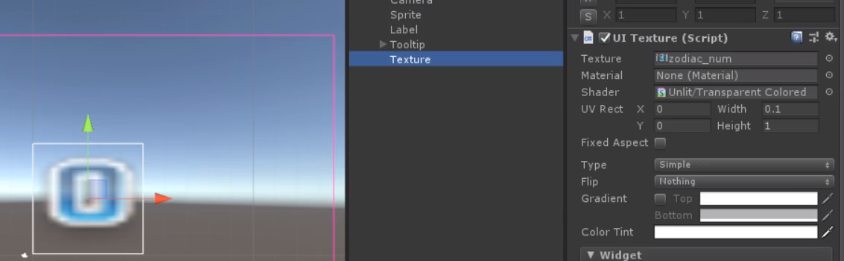 Camera
Sprite
S X 1 Y 1 Z 1
Label
UI Texture (Script)
Tooltip
Texture
Texture zodiac_num
Material None (Material)
Shader Unlit/Transparent Colored
UV Rect X 0 Width 0.1
Y 0 Height 1
Fixed Aspect
0
Type Simple
Flip Nothing
Gradient Top
Bottom
Color Tint
Widget